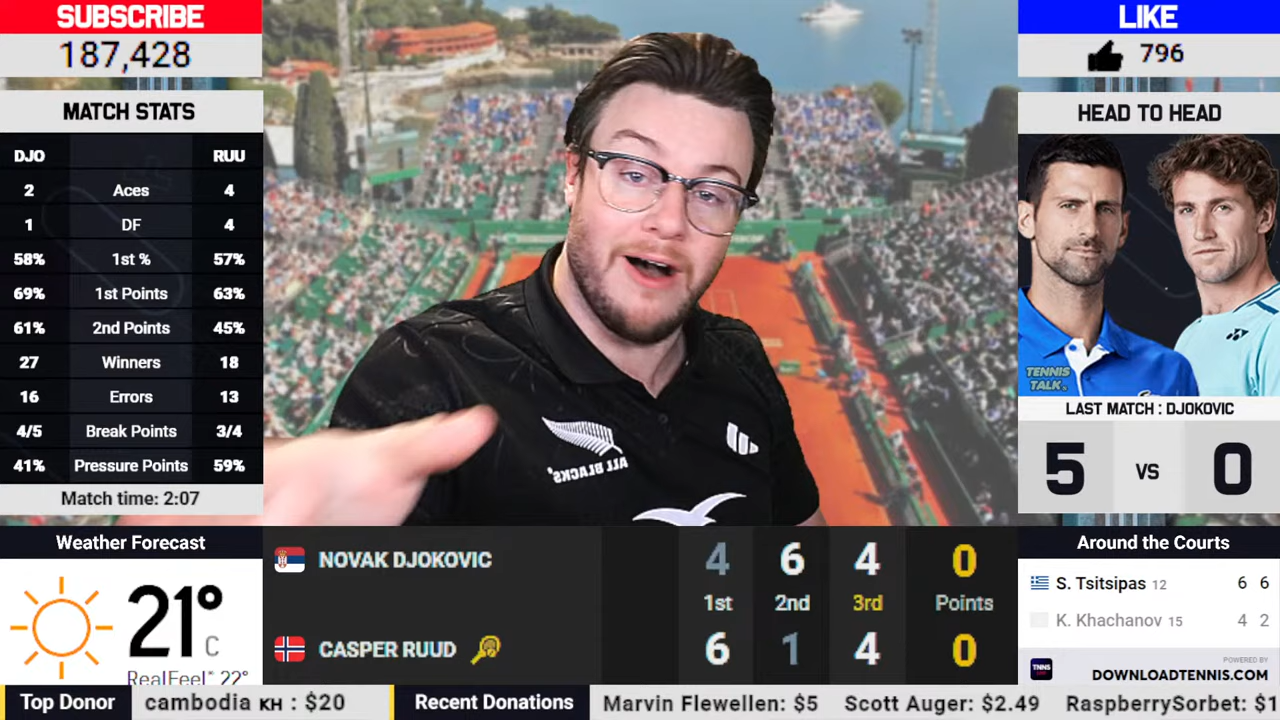 SUBSCRIBE
187,428
MATCH STATS
DJO RUU
2 Aces 4
1 DF 4
58% 1st % 57%
69% 1st Points 63%
61% 2nd Points 45%
27 Winners 18
16 Errors 13
4/5 Break Points 3/4
41% Pressure Points 59%
Match time: 2:07
Weather Forecast
21°
C
RealFeel® 22°
ALL BLACKS
LIKE
796
HEAD TO HEAD
TENNIS
TALK.
LAST MATCH : DJOKOVIC
5 VS 0
NOVAK DJOKOVIC 4 6 4 0
1st 2nd 3rd Points
CASPER RUUD 6 1 4 0
Around the Courts
S. Tsitsipas 12 6 6
K. Khachanov 15 4 2
TNNS
POWERED BY
DOWNLOADTENNIS.COM
Top Donor cambodia KH : $20 Recent Donations Marvin Flewellen: $5 Scott Auger: $2.49 RaspberrySorbet: $1